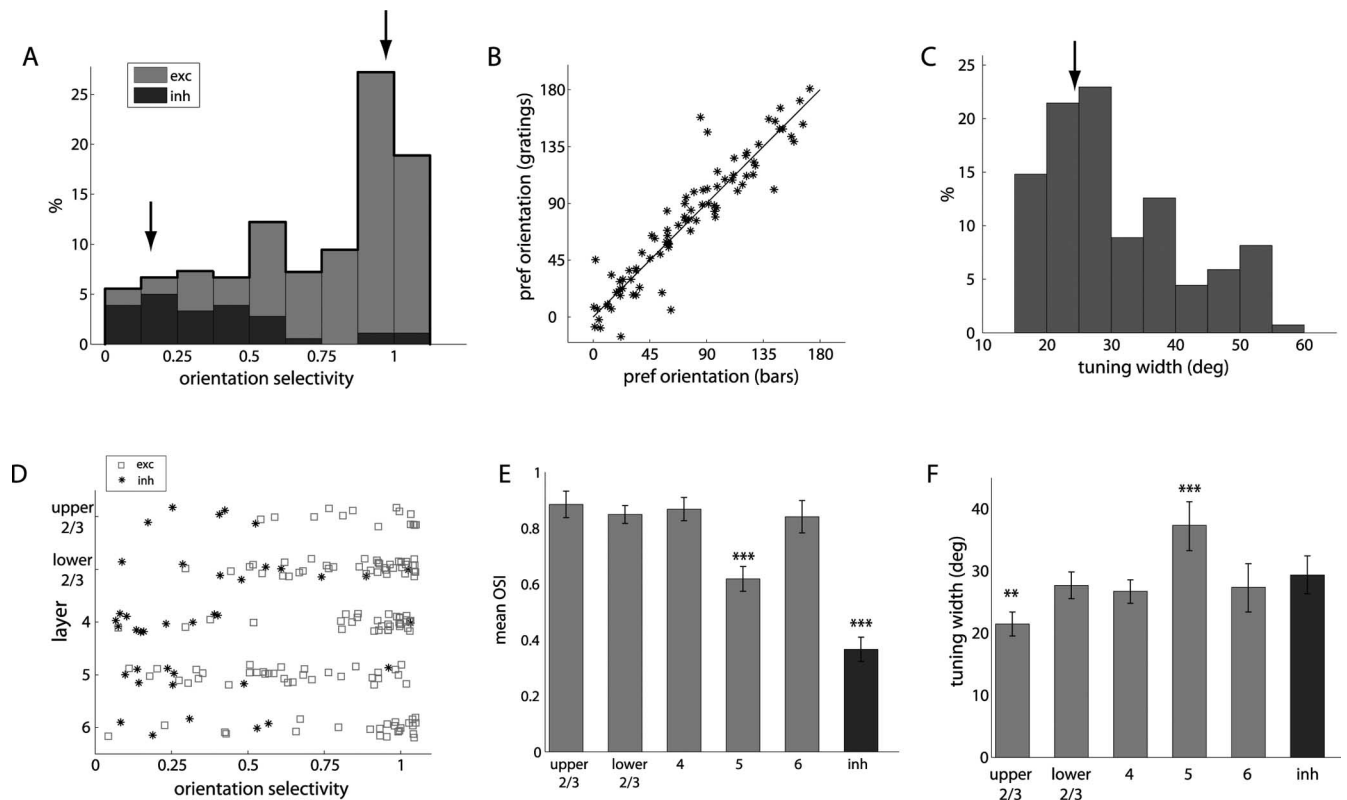 A
exc
inh
25
20
15
10
5
0
%
0 0.25 0.5 0.75 1
orientation selectivity
B
180
135
90
45
0
pref orientation (gratings)
0 45 90 135 180
pref orientation (bars)
C
25
20
15
10
5
0
%
10 20 30 40 50 60
tuning width (deg)
D
exc
inh
upper
2/3
lower
2/3
4
5
6
layer
0 0.25 0.5 0.75 1
orientation selectivity
E
1
0.8
0.6
0.4
0.2
0
mean OSI
***
***
upper lower 4 5 6 inh
2/3 2/3
F
40
30
20
10
0
tuning width (deg)
**
***
upper lower 4 5 6 inh
2/3 2/3